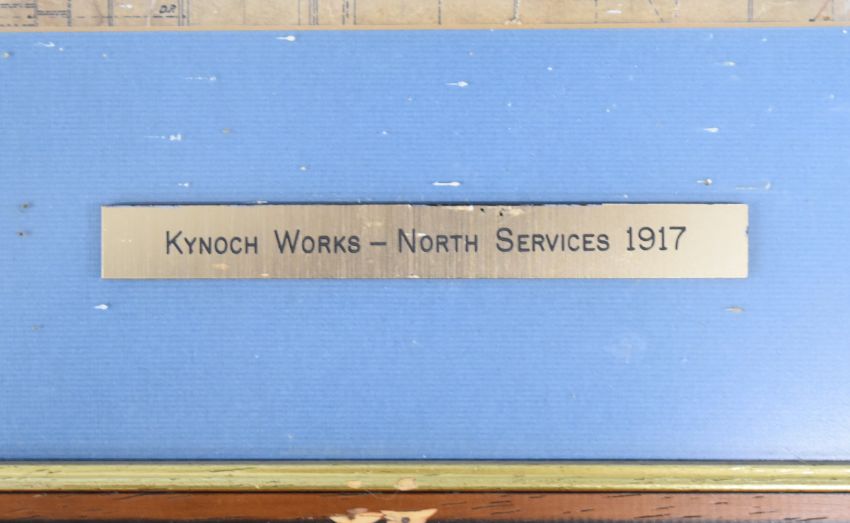 D.R
KYNOCH WORKS – NORTH SERVICES 1917